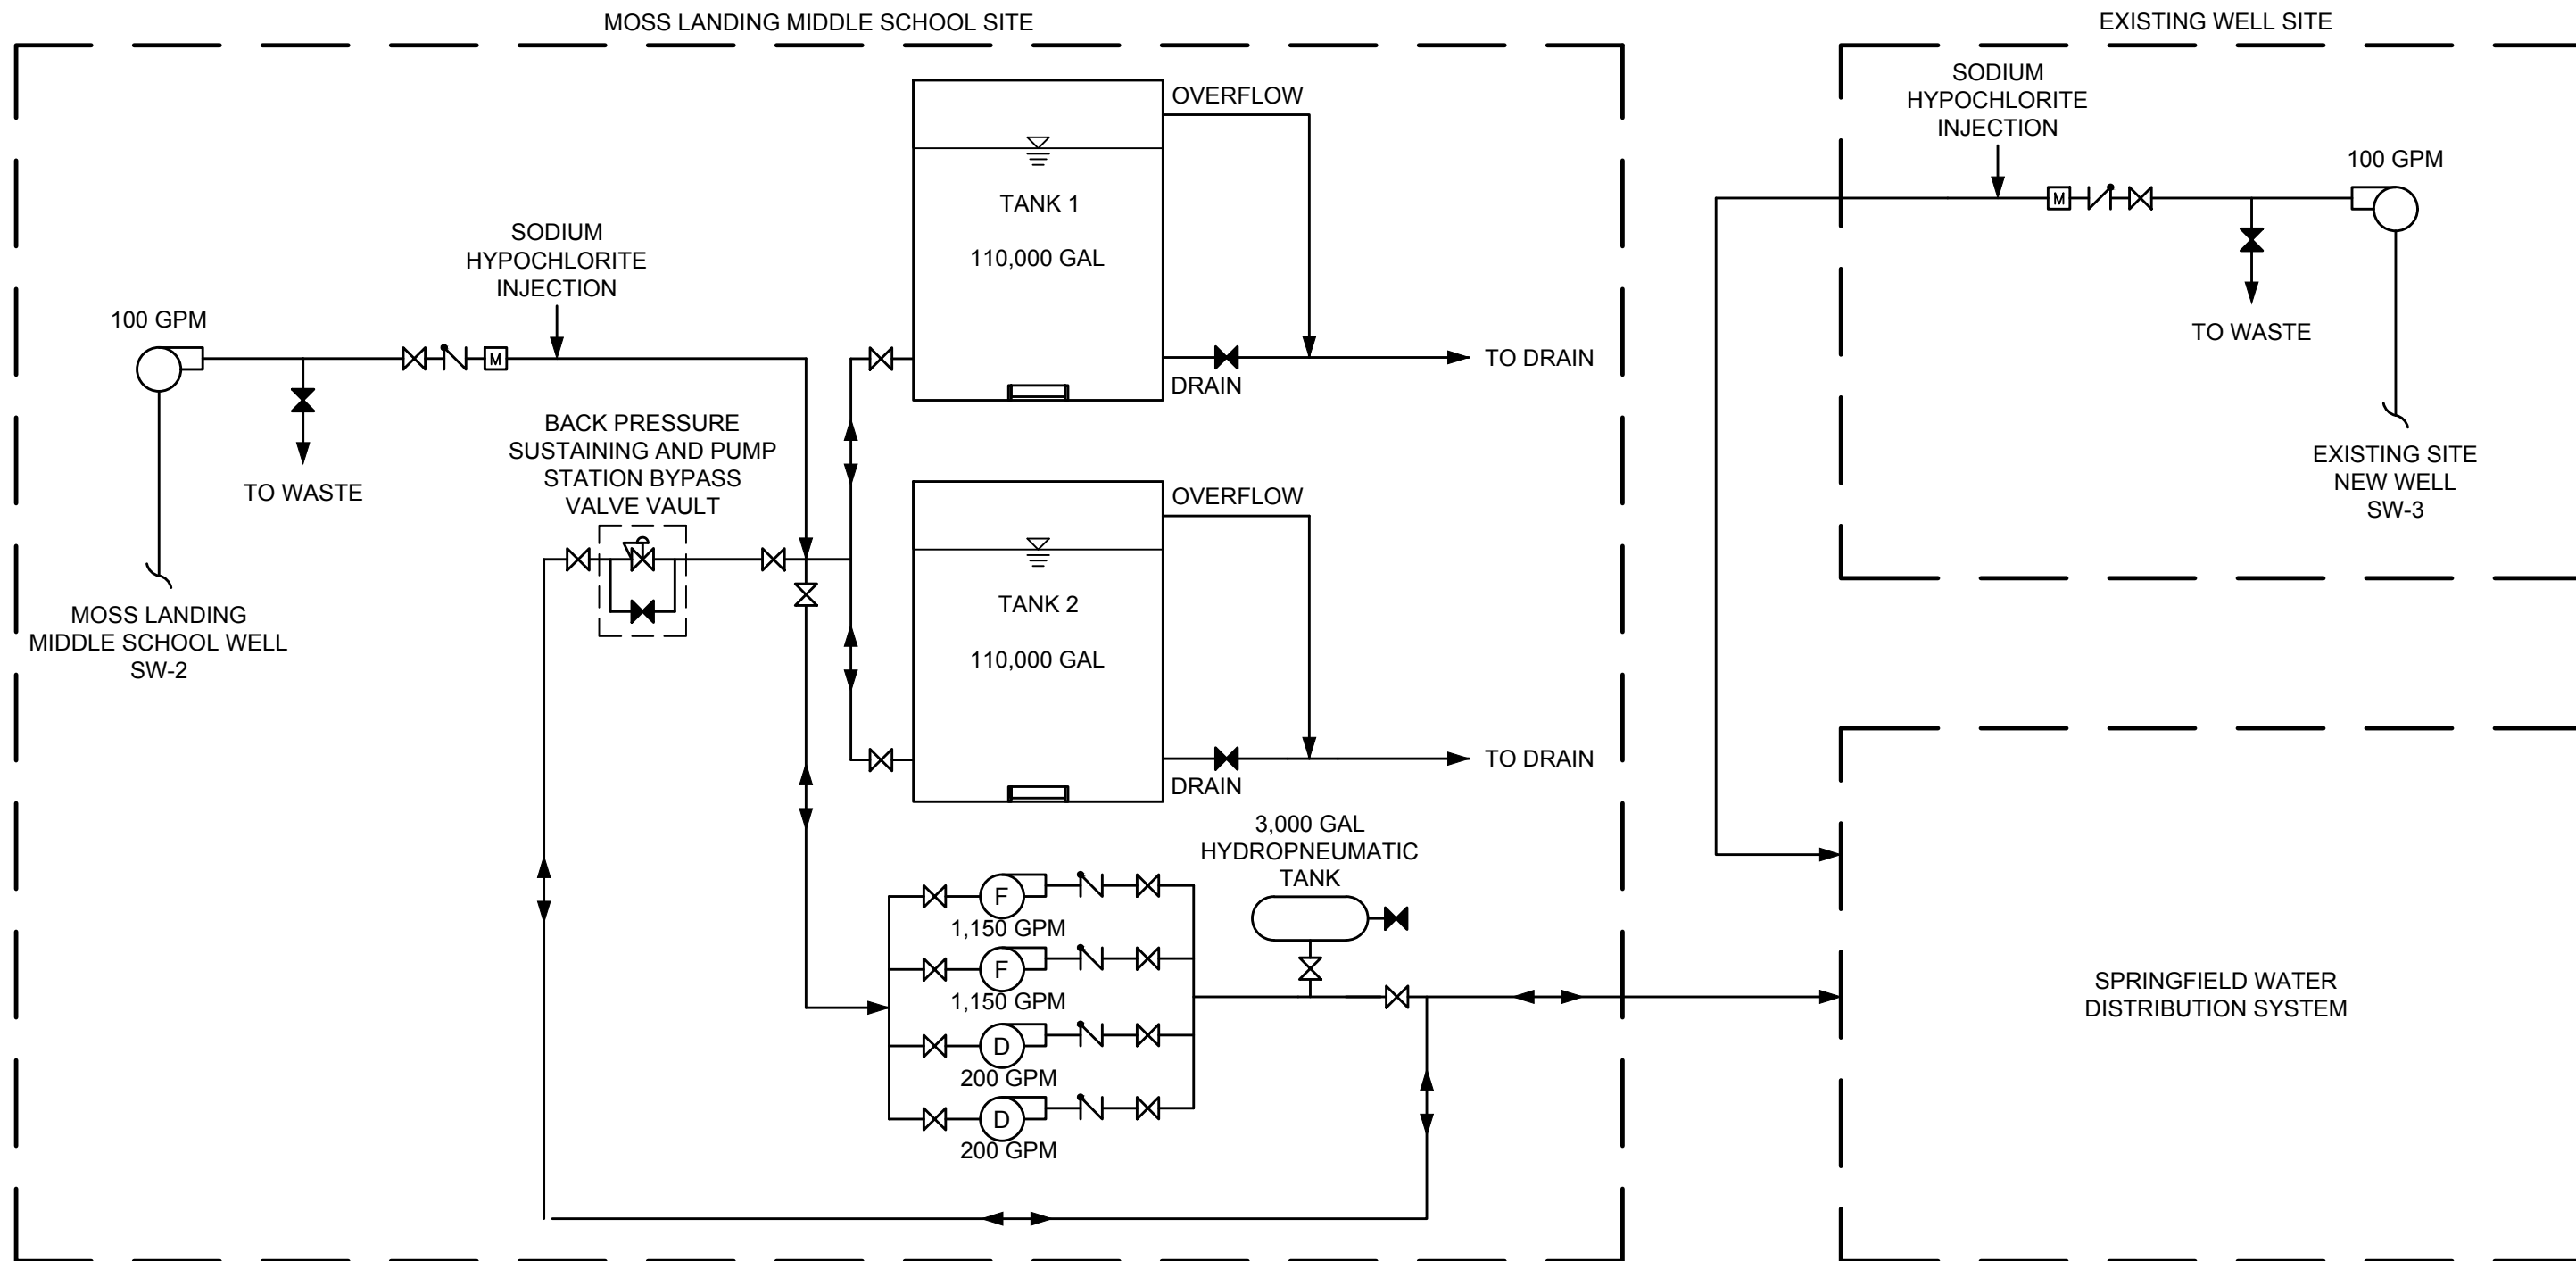 MOSS LANDING MIDDLE SCHOOL SITE
EXISTING WELL SITE
OVERFLOW
TANK 1
110,000 GAL
DRAIN
TO DRAIN
SODIUM
HYPOCHLORITE
INJECTION
100 GPM
M
TO WASTE
MOSS LANDING
MIDDLE SCHOOL WELL
SW-2
BACK PRESSURE
SUSTAINING AND PUMP
STATION BYPASS
VALVE VAULT
OVERFLOW
TANK 2
110,000 GAL
DRAIN
TO DRAIN
3,000 GAL
HYDROPNEUMATIC
TANK
F
1,150 GPM
F
1,150 GPM
D
200 GPM
D
200 GPM
SODIUM
HYPOCHLORITE
INJECTION
100 GPM
M
TO WASTE
EXISTING SITE
NEW WELL
SW-3
SPRINGFIELD WATER
DISTRIBUTION SYSTEM